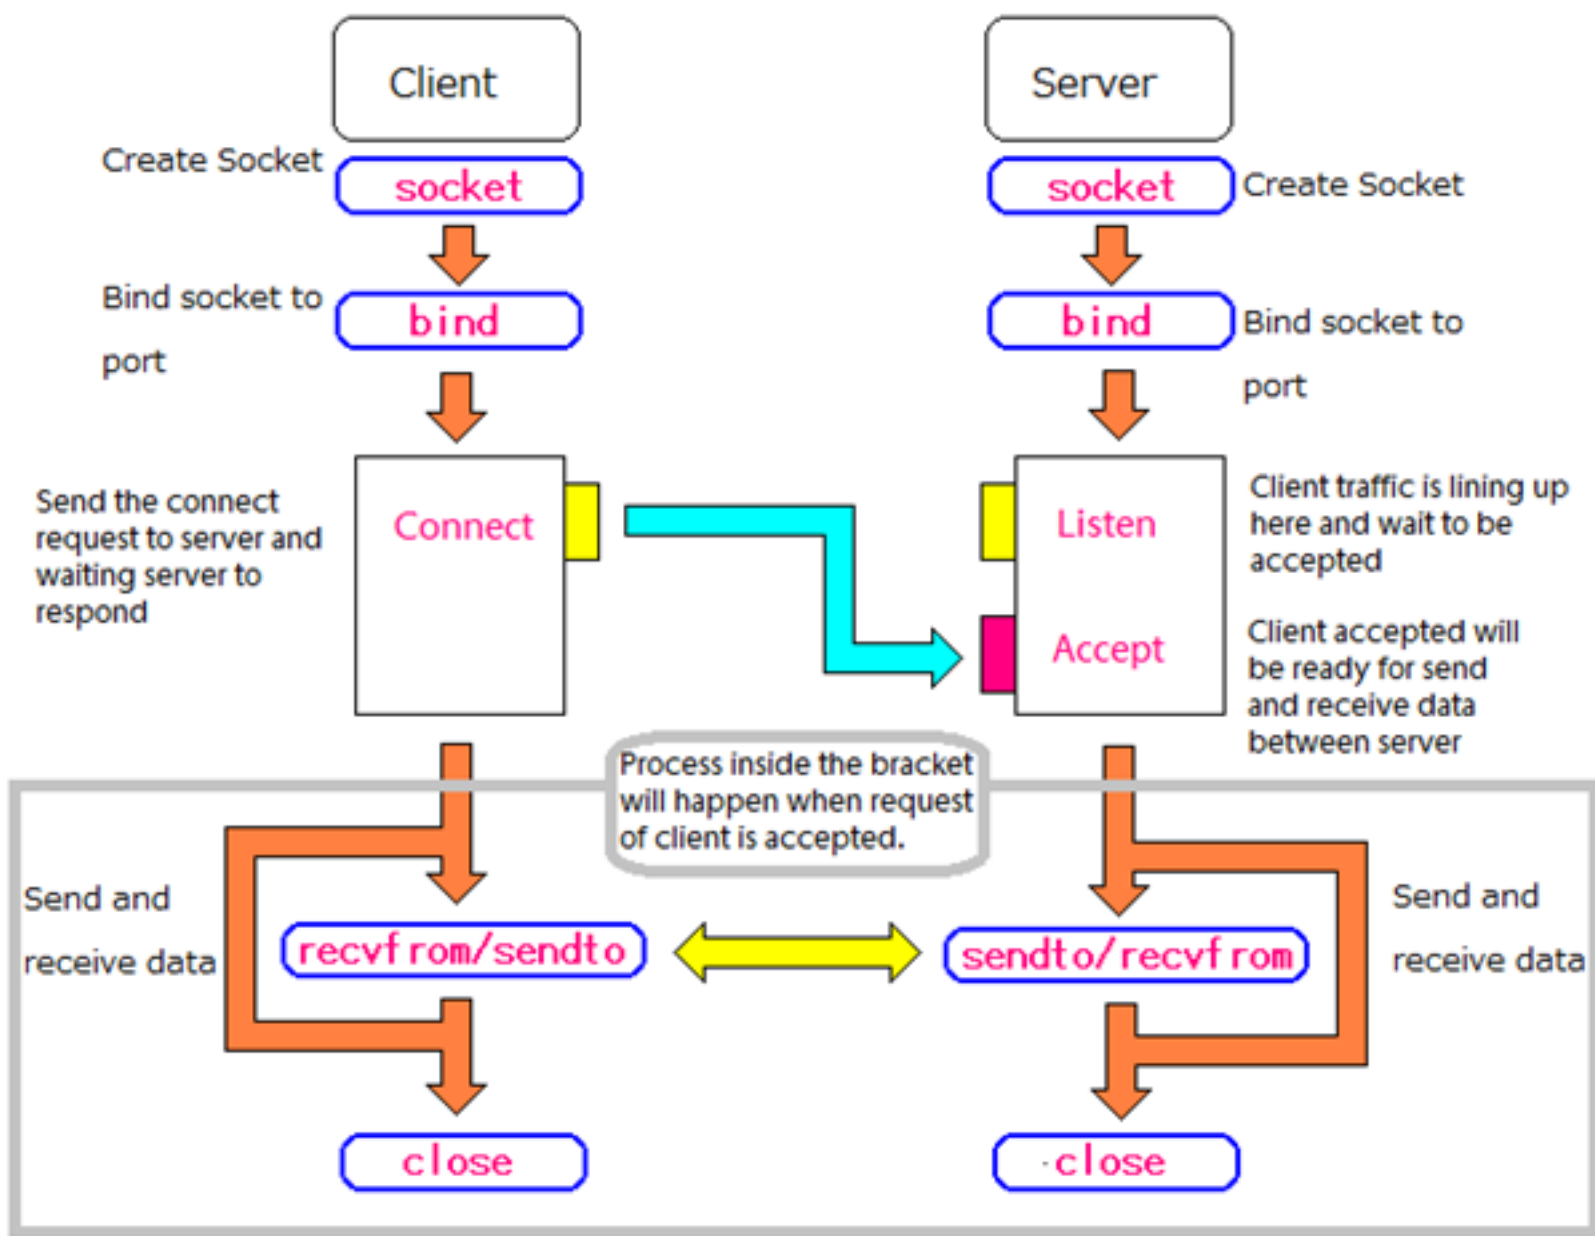 Client
Server
Create Socket
socket
socket
Create Socket
Bind socket to
port
bind
bind
Bind socket to
port
Send the connect
request to server and
waiting server to
respond
Connect
Listen
Client traffic is lining up
here and wait to be
accepted
Accept
Client accepted will
be ready for send
and receive data
between server
Process inside the bracket
will happen when request
of client is accepted.
Send and
receive data
recvfrom/sendto
sendto/recvfrom
Send and
receive data
close
close